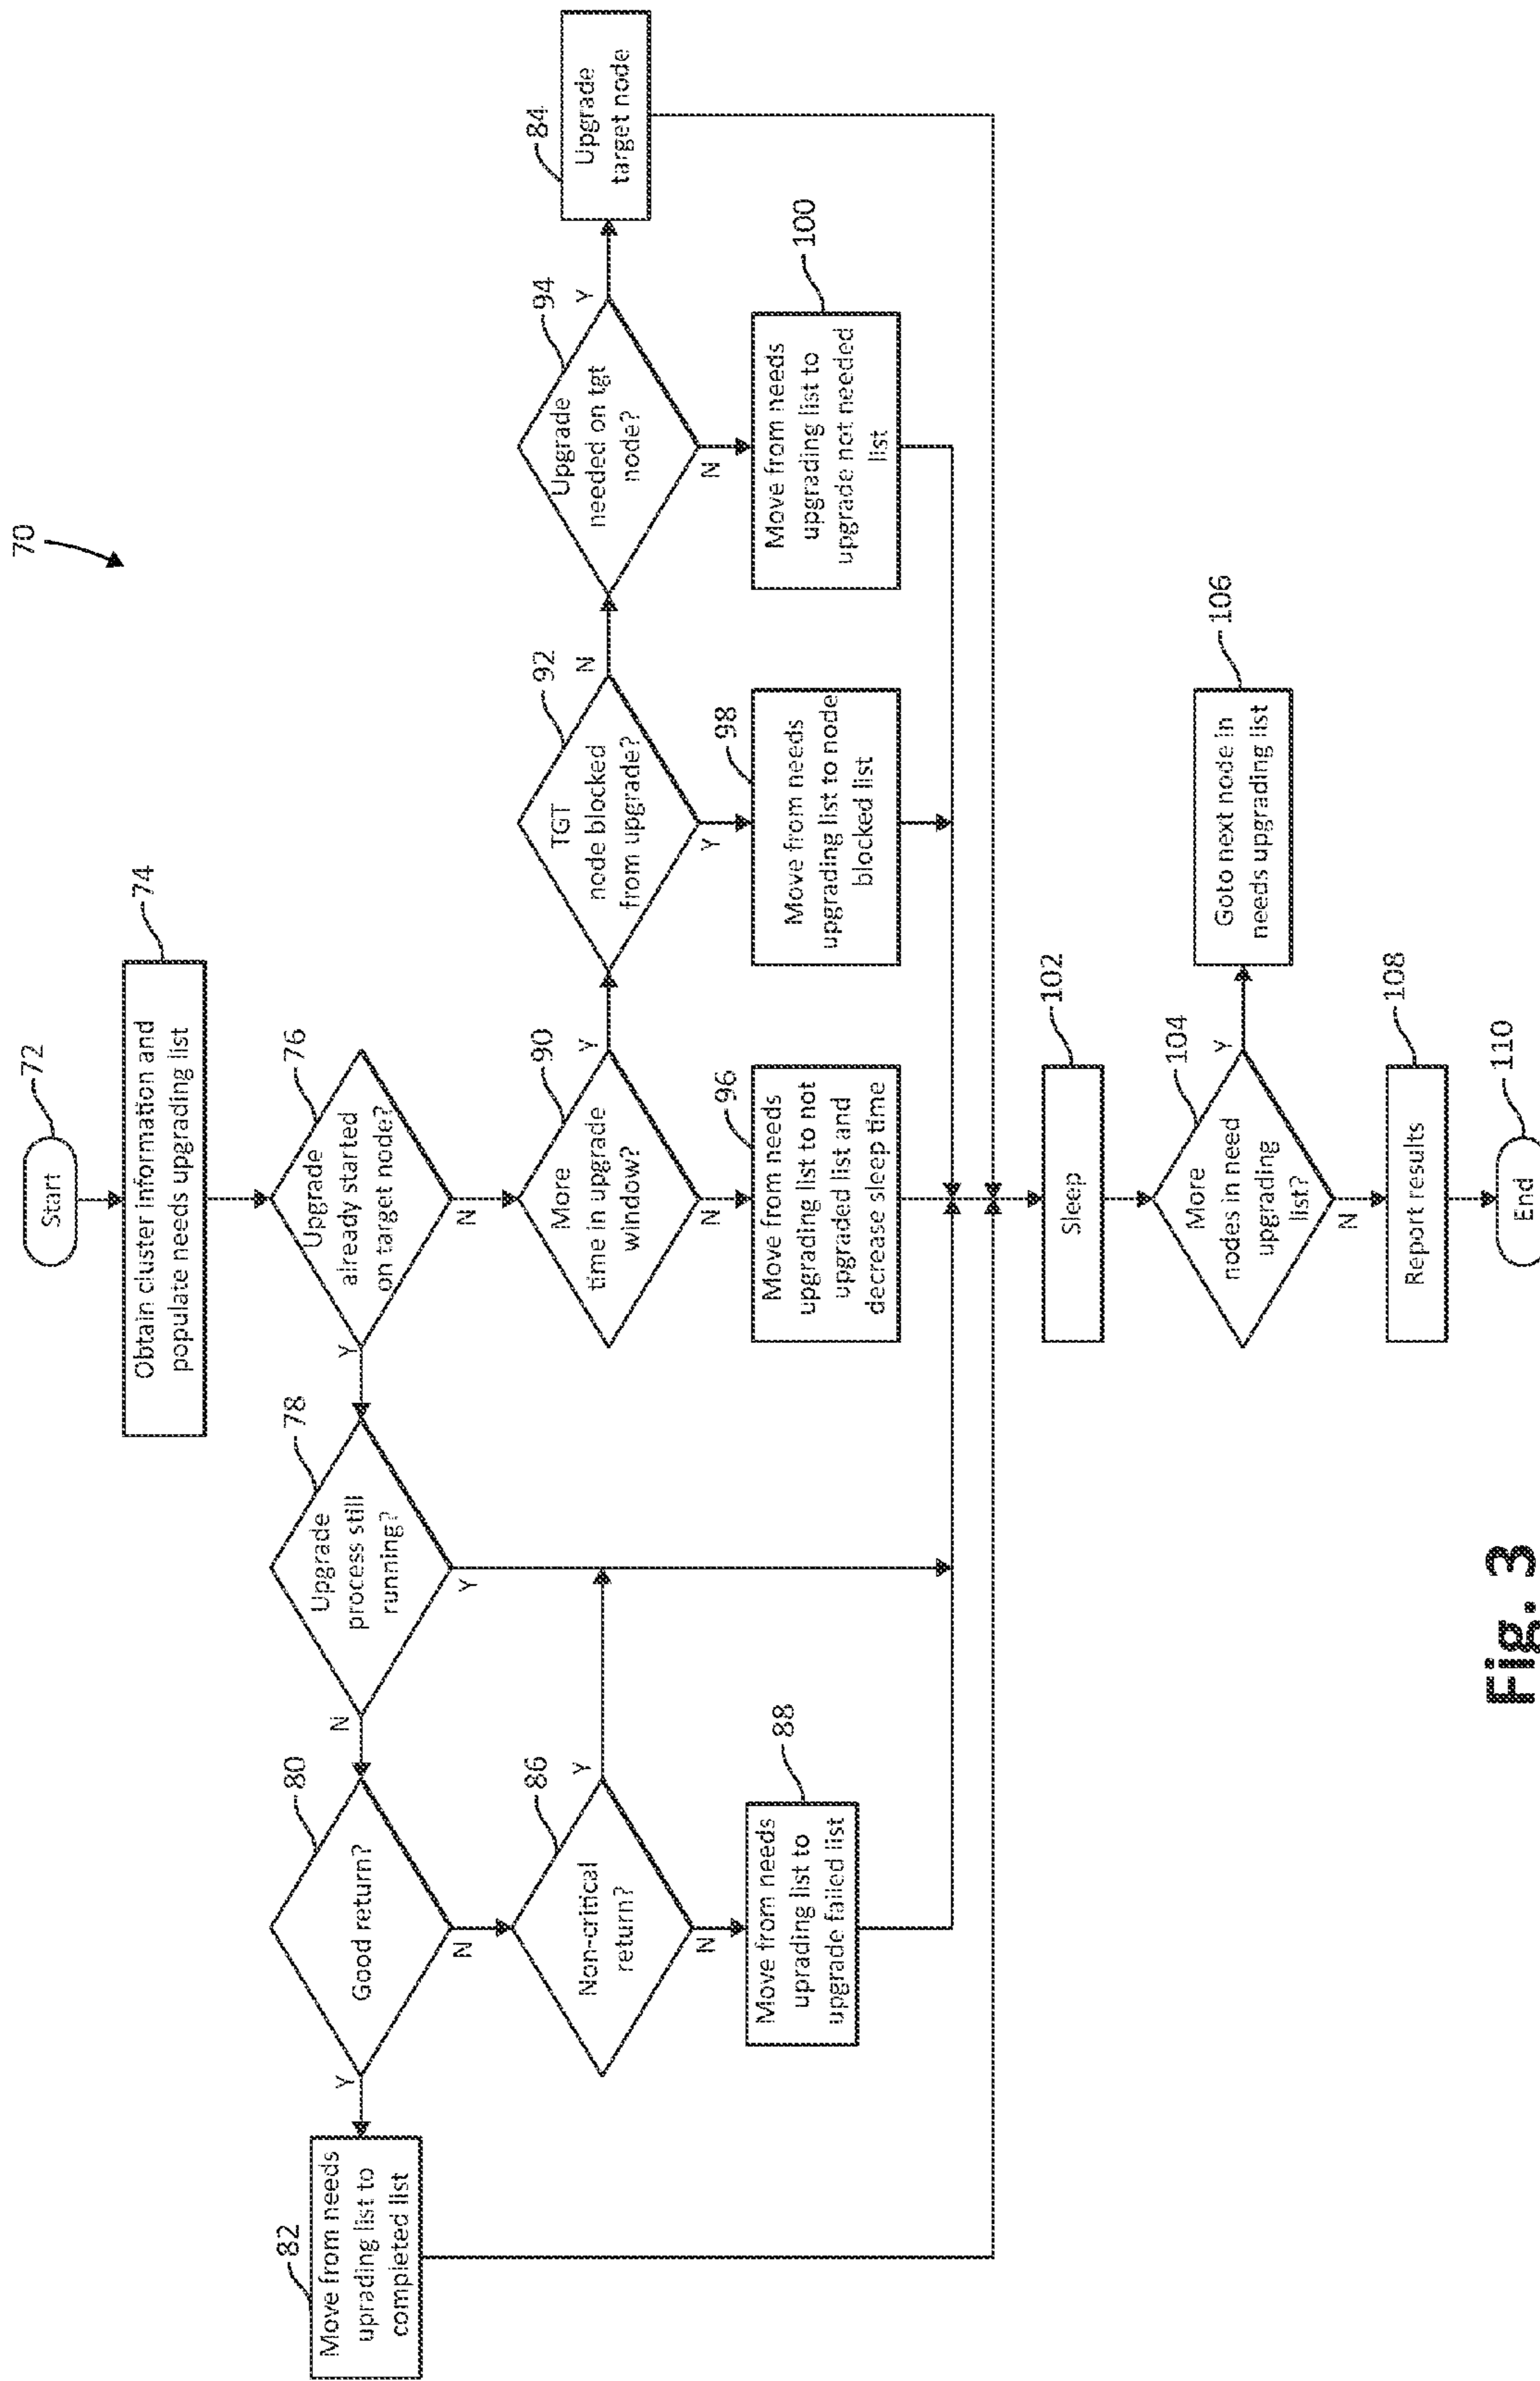 70
Start
72
Obtain cluster information and
populate needs upgrading list
74
Upgrade
already started
on target node?
76
Y
N
Upgrade
process still
running?
78
N
Y
Good return?
80
Y
N
Move from needs
uprading list to
completed list
82
Non-critical
return?
86
Y
N
Move from needs
uprading list to
upgrade failed list
88
More
time in upgrade
window?
90
Y
N
TGT
node blocked
from upgrade?
92
N
Y
Upgrade
needed on tgt
node?
94
Y
N
Upgrade
target node
84
Move from needs
upgrading list to not
upgraded list and
decrease sleep time
96
Move from needs
upgrading list to node
blocked list
98
Move from needs
upgrading list to
upgrade not needed
list
100
Sleep
102
More
nodes in need
upgrading
list?
104
Y
N
Goto next node in
needs upgrading list
106
Report results
108
End
110
Fig. 3